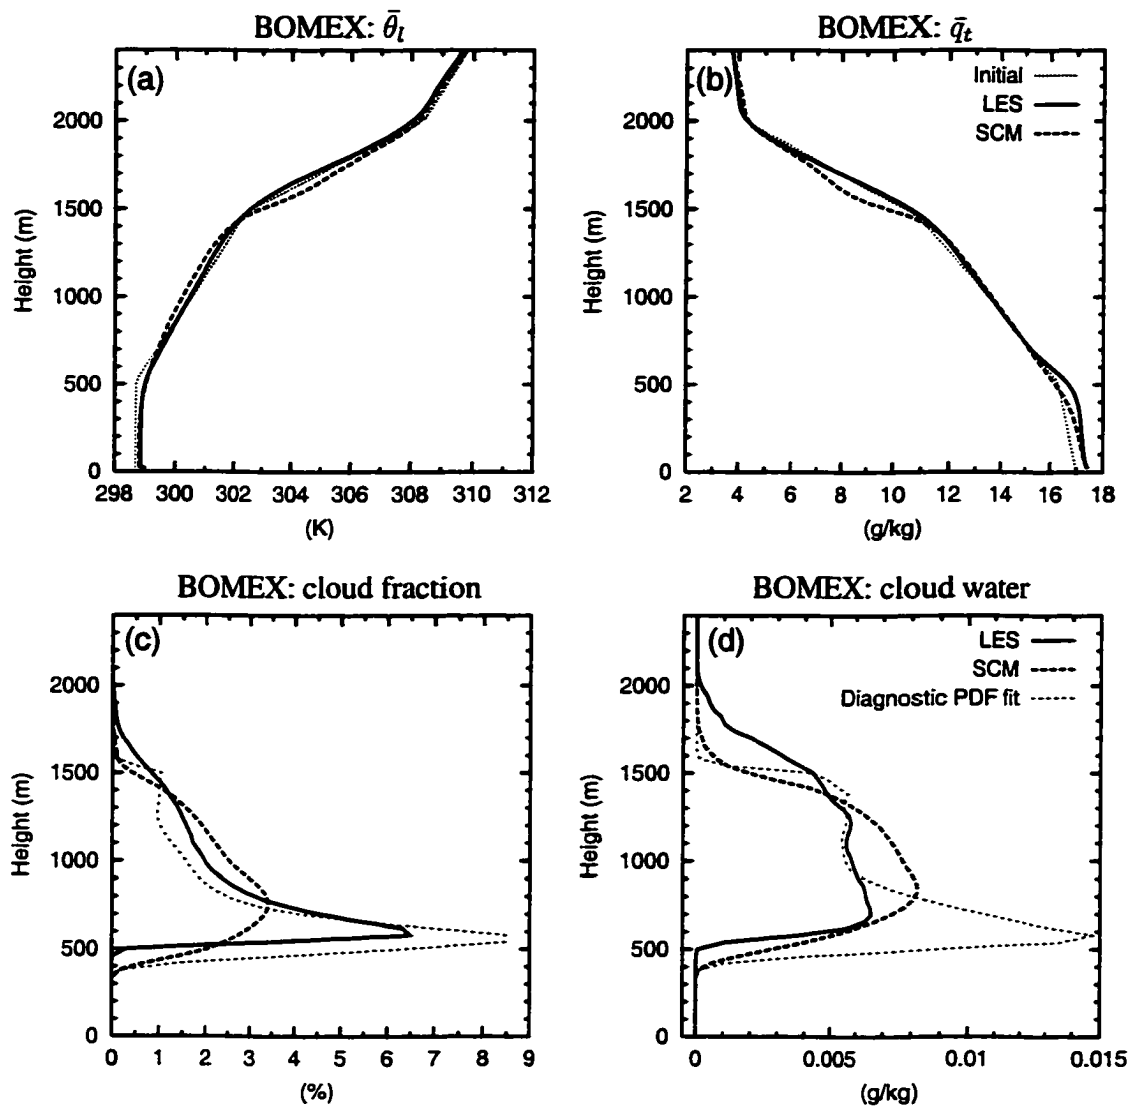 BOMEX: θ̄_l
(a)
Height (m)
2000
1500
1000
500
0
298 300 302 304 306 308 310 312
(K)
BOMEX: q̄_t
(b)
Initial
LES
SCM
Height (m)
2000
1500
1000
500
0
2 4 6 8 10 12 14 16 18
(g/kg)
BOMEX: cloud fraction
(c)
Height (m)
2000
1500
1000
500
0
0 1 2 3 4 5 6 7 8 9
(%)
BOMEX: cloud water
(d)
LES
SCM
Diagnostic PDF fit
Height (m)
2000
1500
1000
500
0
0 0.005 0.01 0.015
(g/kg)